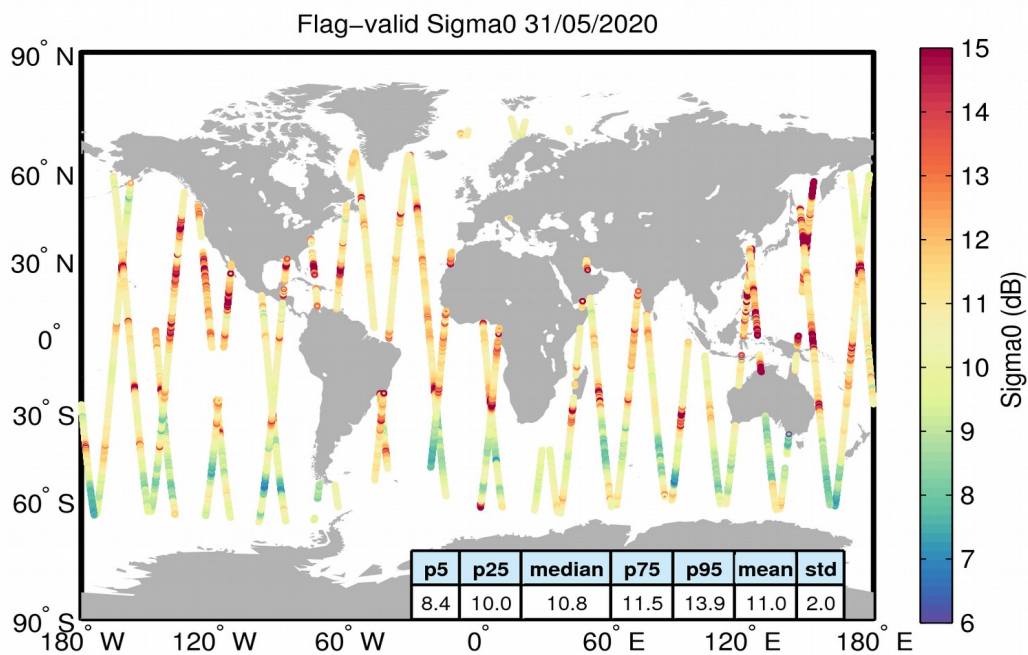 Flag−valid Sigma0 31/05/2020
90° N
60° N
30° N
0°
30° S
60° S
90° S
180° W
120° W
60° W
0°
60° E
120° E
180° E
15
14
13
12
11
10
9
8
7
6
Sigma0 (dB)
p5 p25 median p75 p95 mean std
8.4 10.0 10.8 11.5 13.9 11.0 2.0